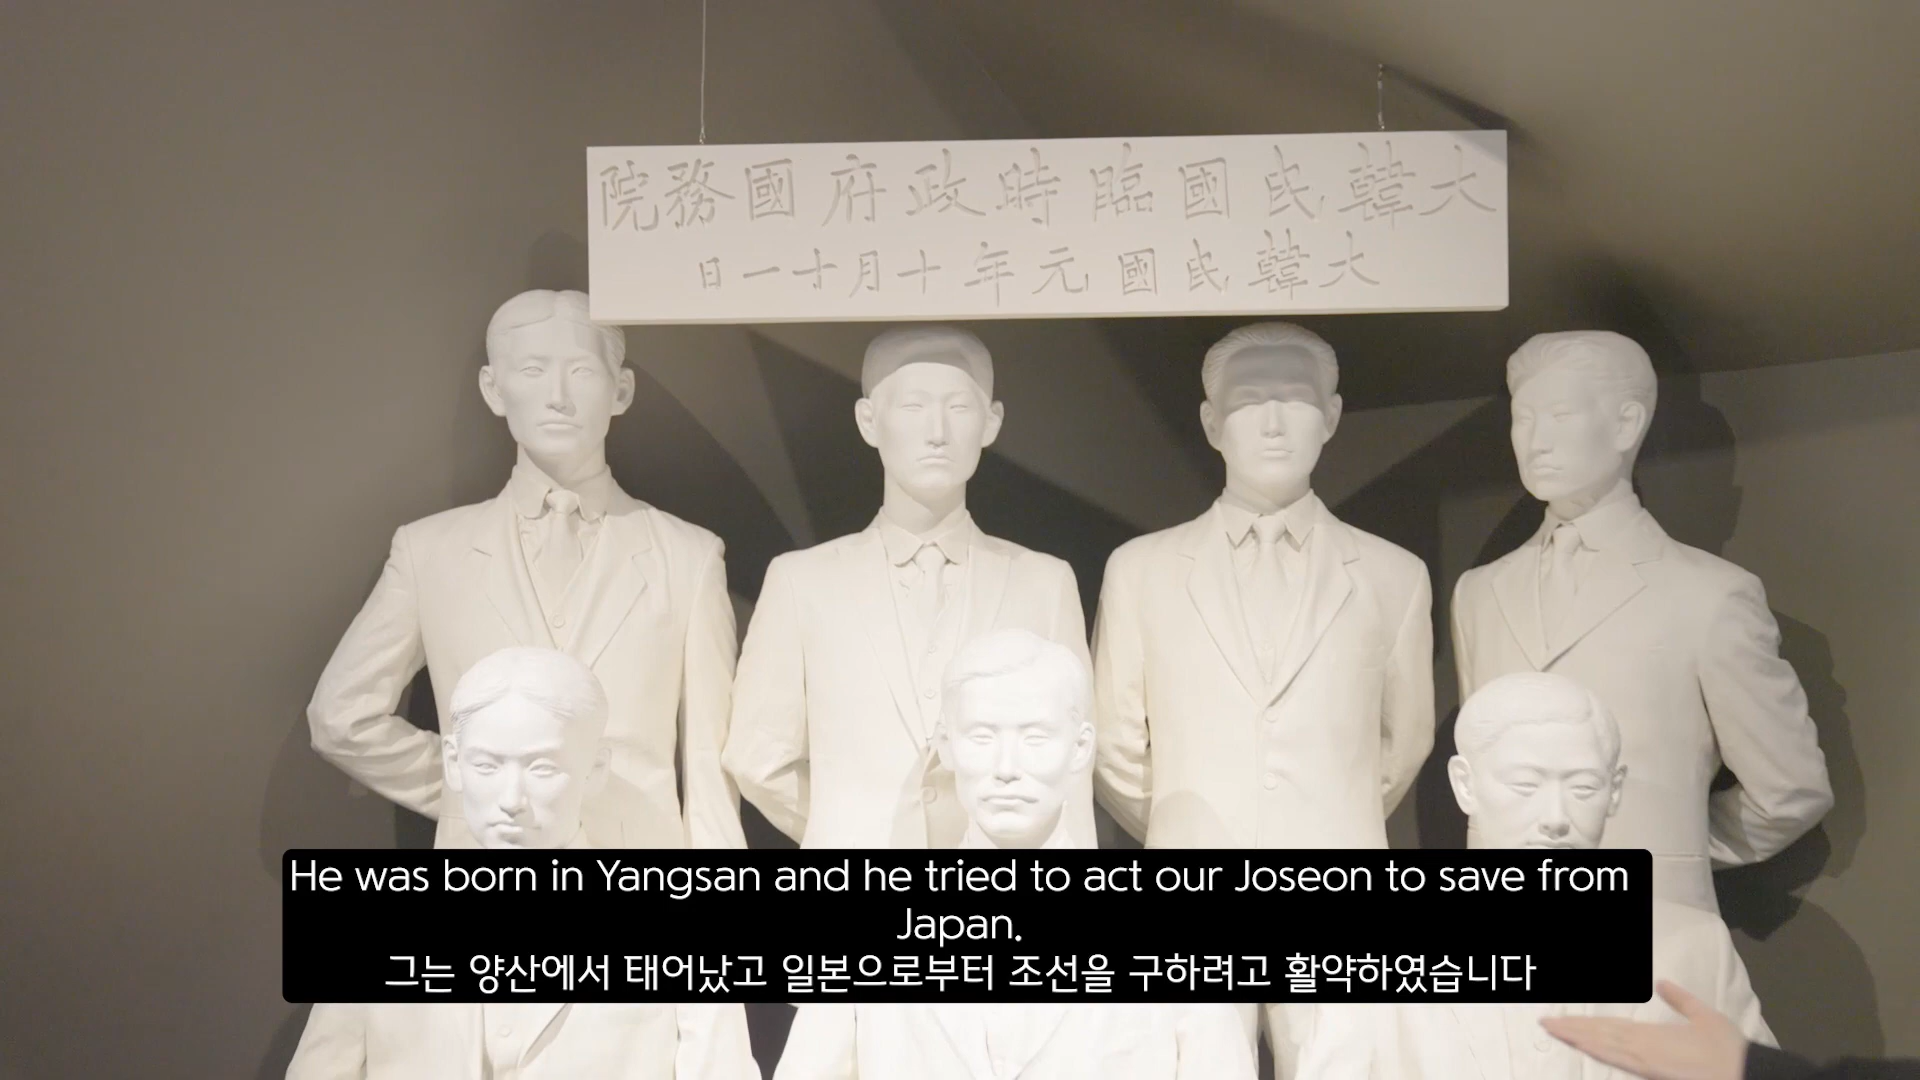 大韓民國臨時政府國務院
大韓民國元年十月十一日
He was born in Yangsan and he tried to act our Joseon to save from
Japan.
그는 양산에서 태어났고 일본으로부터 조선을 구하려고 활약하였습니다